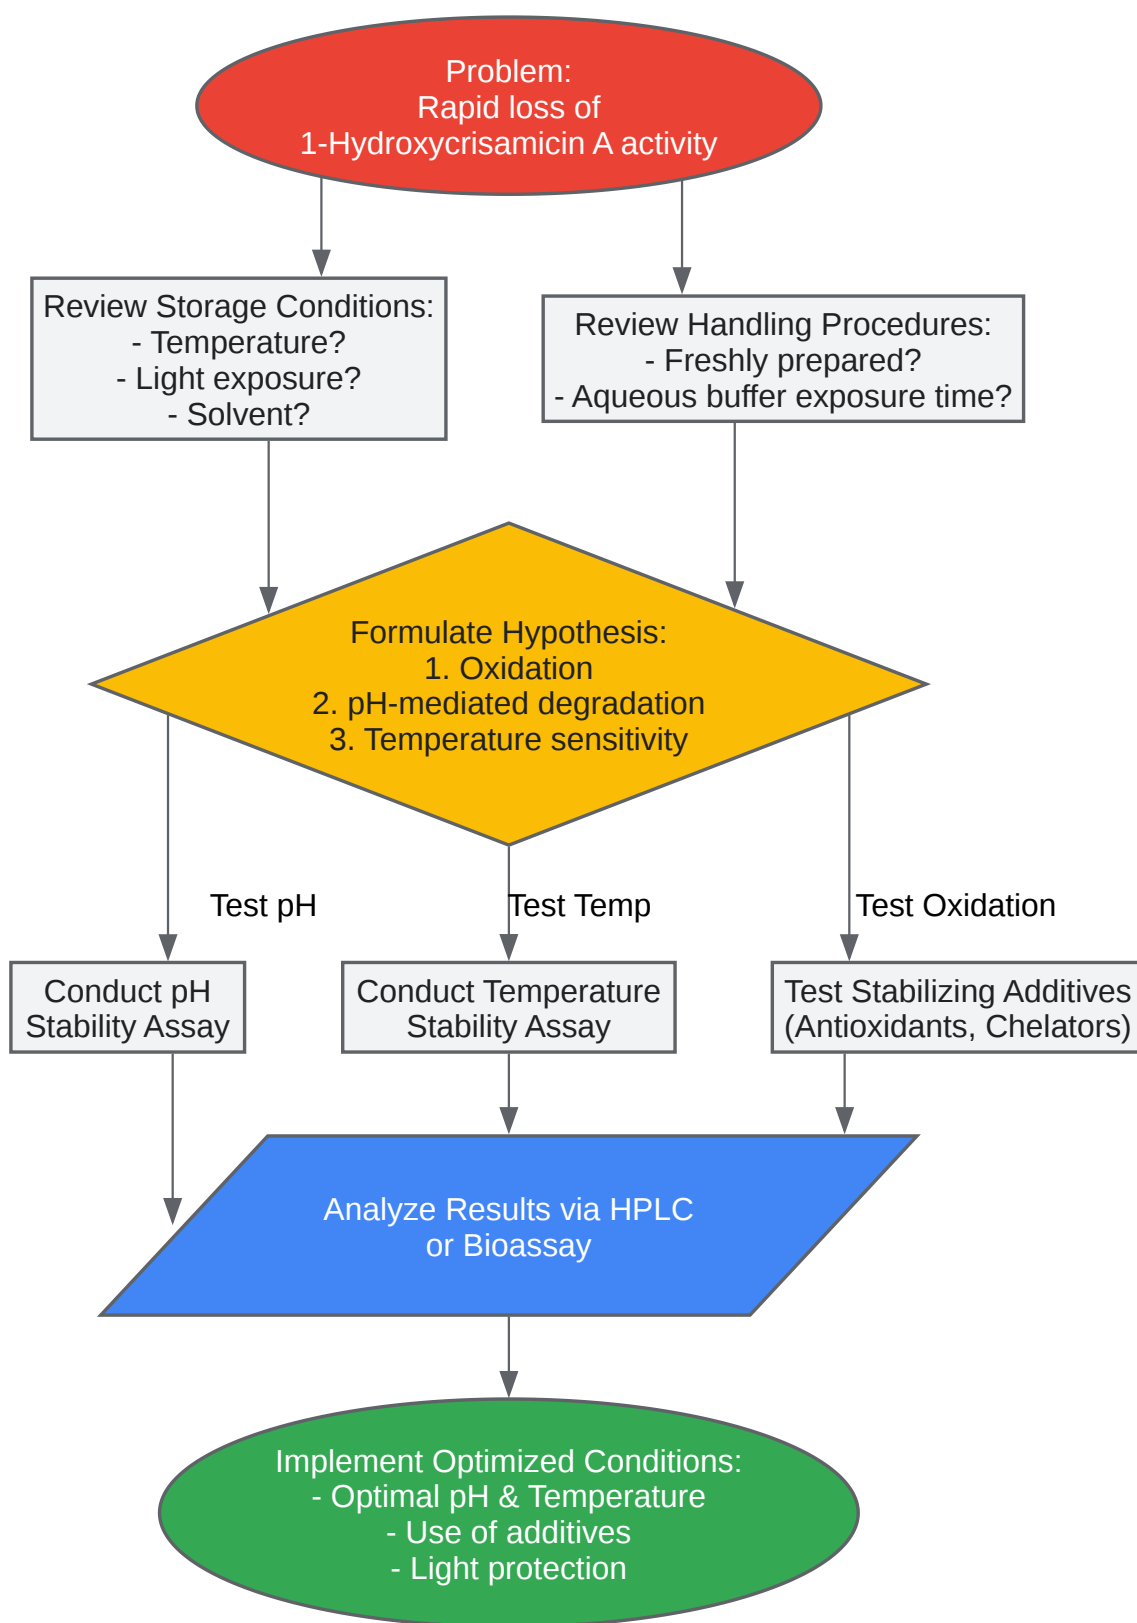 Problem:
Rapid loss of
1-Hydroxycrisamicin A activity
Review Storage Conditions:
- Temperature?
- Light exposure?
- Solvent?
Review Handling Procedures:
- Freshly prepared?
- Aqueous buffer exposure time?
Formulate Hypothesis:
1. Oxidation
2. pH-mediated degradation
3. Temperature sensitivity
Test pH
Test Temp
Test Oxidation
Conduct pH
Stability Assay
Conduct Temperature
Stability Assay
Test Stabilizing Additives
(Antioxidants, Chelators)
Analyze Results via HPLC
or Bioassay
Implement Optimized Conditions:
- Optimal pH & Temperature
- Use of additives
- Light protection